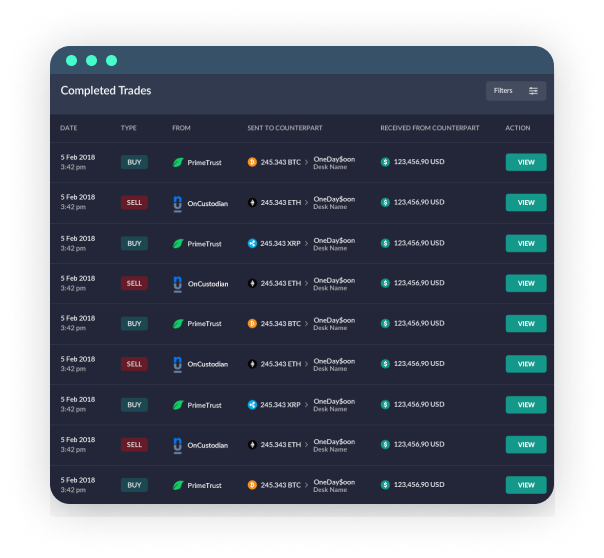 Completed Trades
Filters
DATE TYPE FROM SENT TO COUNTERPART RECEIVED FROM COUNTERPART ACTION
5 Feb 2018
3:42 pm
BUY PrimeTrust 245.343 BTC > OneDay$oon
Desk Name
123,456,90 USD VIEW
5 Feb 2018
3:42 pm
SELL OnCustodian 245.343 ETH > OneDay$oon
Desk Name
123,456,90 USD VIEW
5 Feb 2018
3:42 pm
BUY PrimeTrust 245.343 XRP > OneDay$oon
Desk Name
123,456,90 USD VIEW
5 Feb 2018
3:42 pm
SELL OnCustodian 245.343 ETH > OneDay$oon
Desk Name
123,456,90 USD VIEW
5 Feb 2018
3:42 pm
BUY PrimeTrust 245.343 BTC > OneDay$oon
Desk Name
123,456,90 USD VIEW
5 Feb 2018
3:42 pm
SELL OnCustodian 245.343 ETH > OneDay$oon
Desk Name
123,456,90 USD VIEW
5 Feb 2018
3:42 pm
BUY PrimeTrust 245.343 XRP > OneDay$oon
Desk Name
123,456,90 USD VIEW
5 Feb 2018
3:42 pm
SELL OnCustodian 245.343 ETH > OneDay$oon
Desk Name
123,456,90 USD VIEW
5 Feb 2018
3:42 pm
BUY PrimeTrust 245.343 BTC > OneDay$oon
Desk Name
123,456,90 USD VIEW